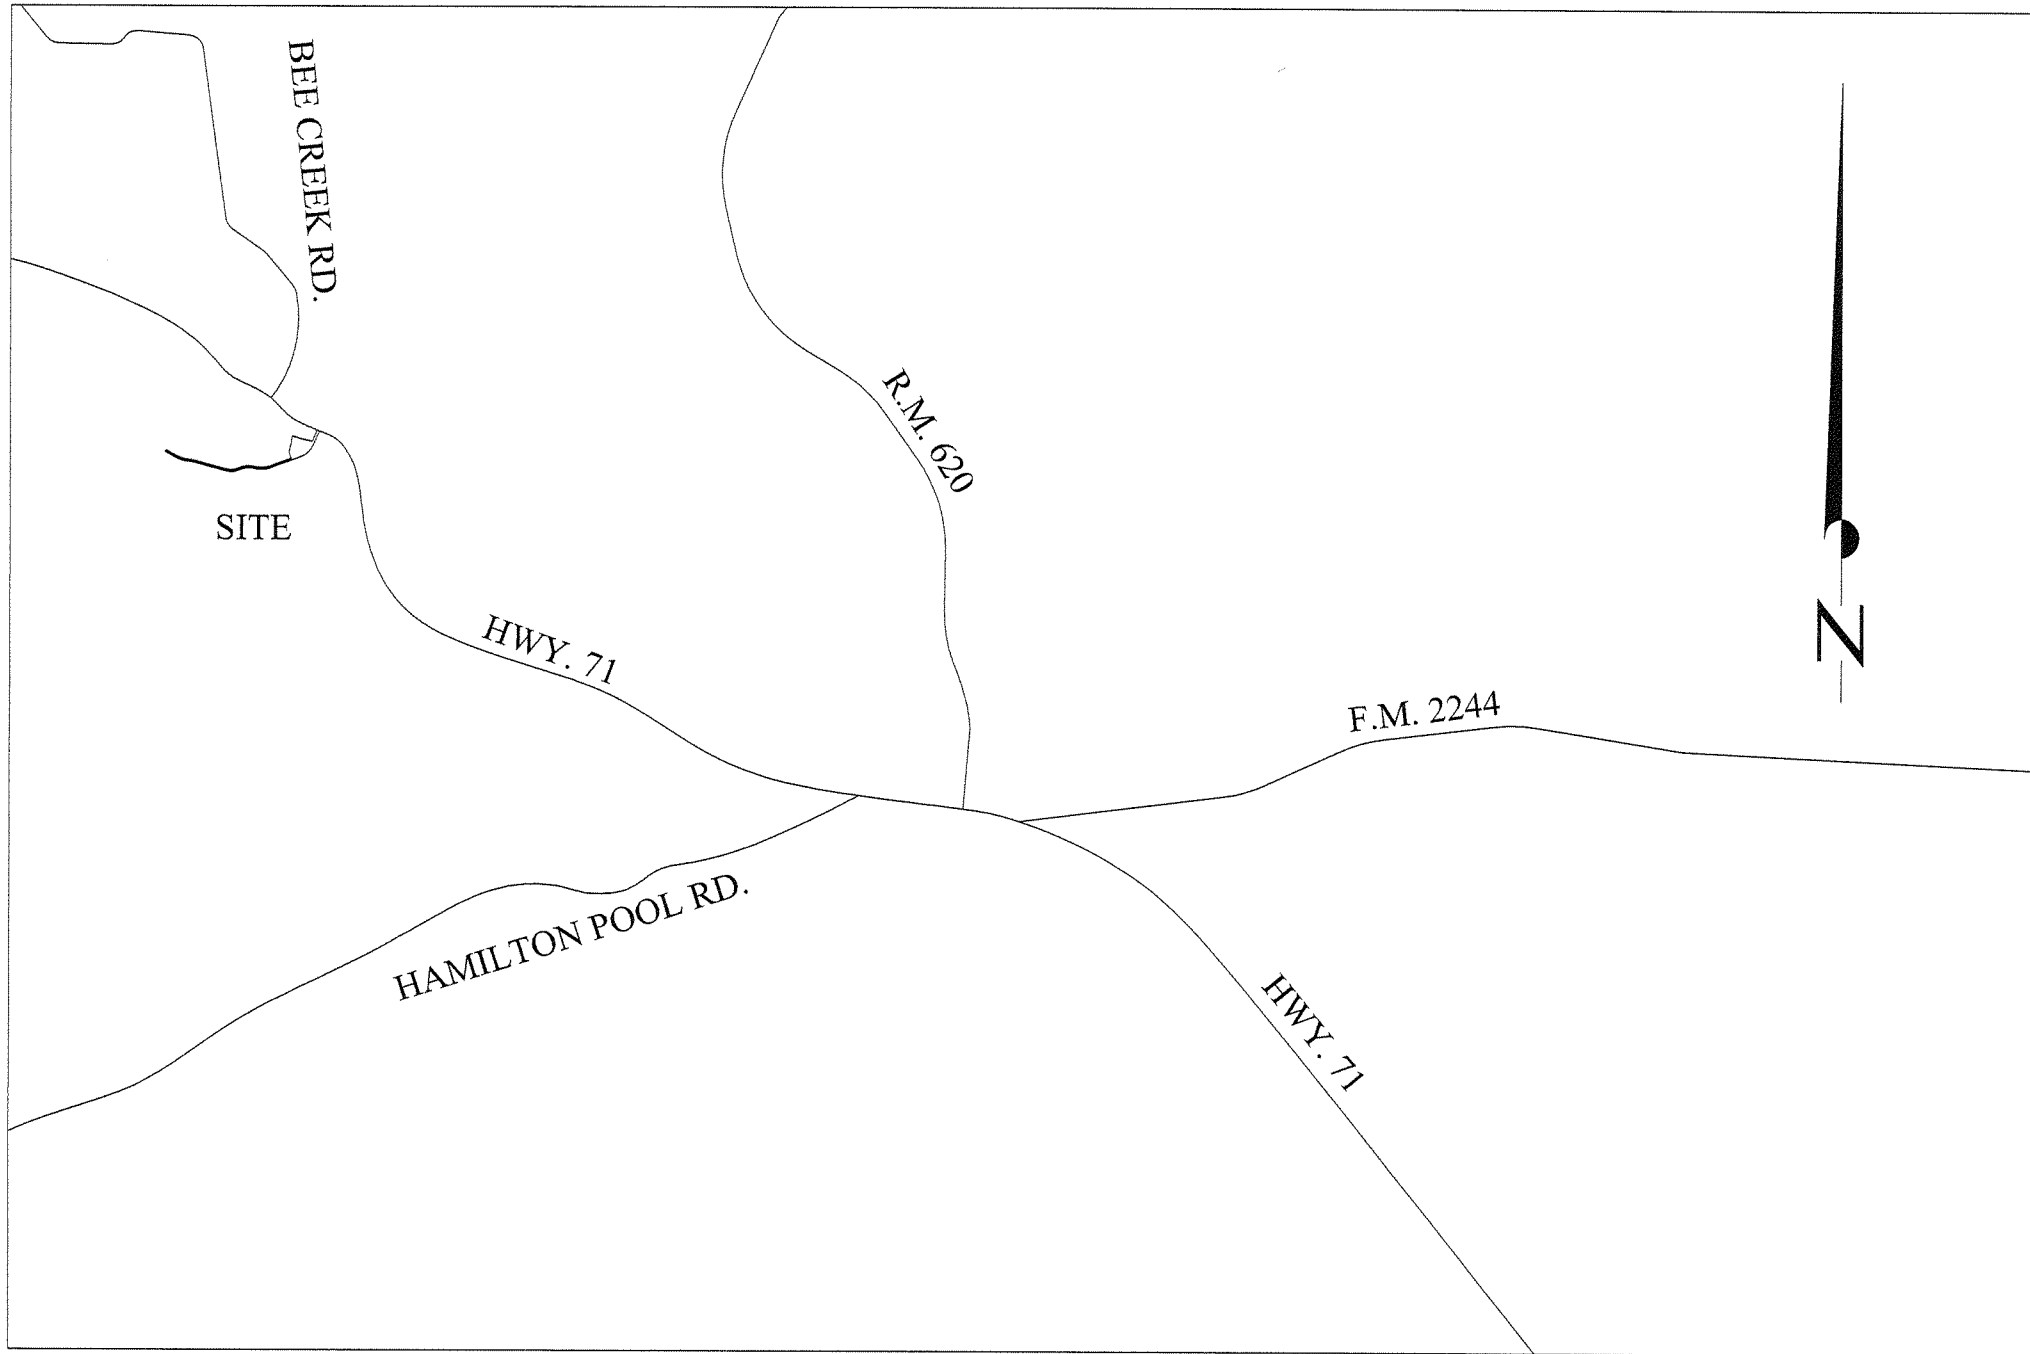 BEE CREEK RD.
R.M. 620
SITE
HWY. 71
N
F.M. 2244
HAMILTON POOL RD.
HWY. 71